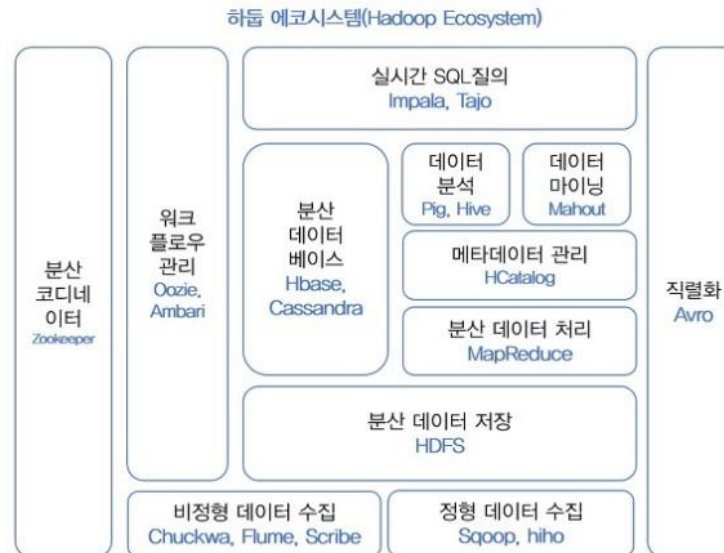 하둡 에코시스템(Hadoop Ecosystem)
분산
코디네
이터
Zookeeper
워크
플로우
관리
Oozie,
Ambari
실시간 SQL질의
Impala, Tajo
분산
데이터
베이스
Hbase,
Cassandra
데이터
분석
Pig, Hive
데이터
마이닝
Mahout
메타데이터 관리
HCatalog
분산 데이터 처리
MapReduce
분산 데이터 저장
HDFS
비정형 데이터 수집
Chuckwa, Flume, Scribe
정형 데이터 수집
Sqoop, hiho
직렬화
Avro